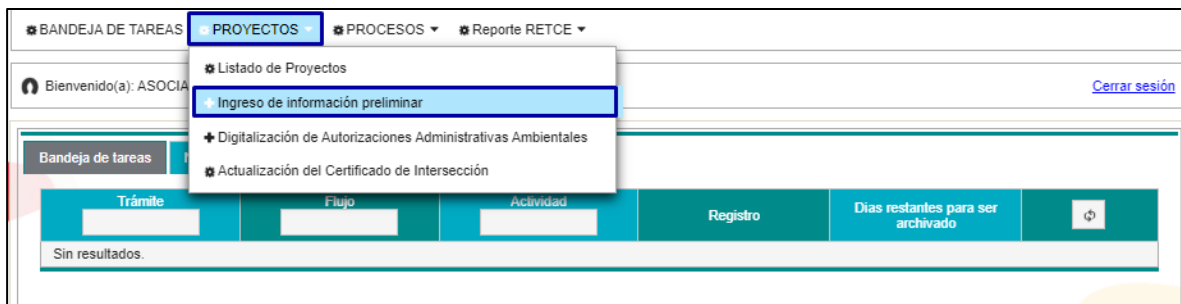 BANDEJA DE TAREAS PROYECTOS PROCESOS Reporte RETCE
Listado de Proyectos
Bienvenido(a): ASOCIA
Ingreso de información preliminar
Cerrar sesión
Digitalización de Autorizaciones Administrativas Ambientales
Bandeja de tareas
Actualización del Certificado de Intersección
Trámite Flujo Actividad Registro Dias restantes para ser archivado
Sin resultados.